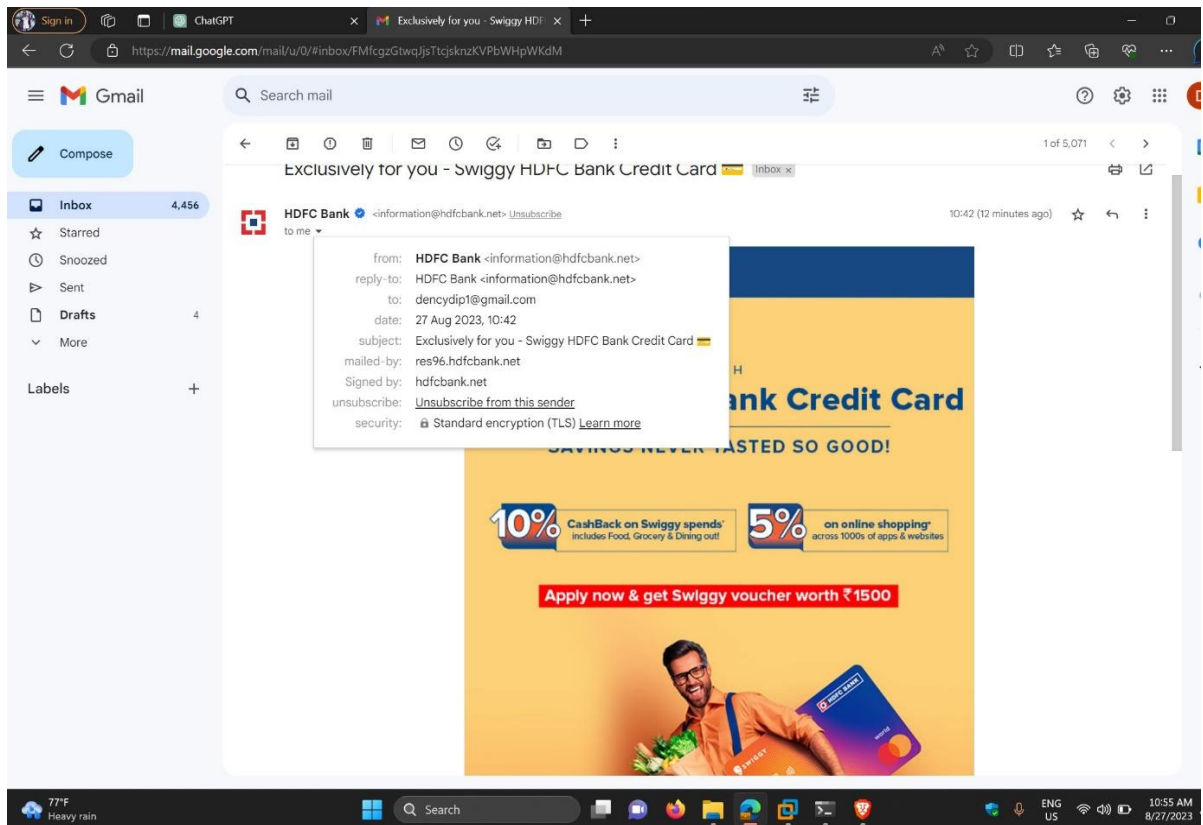 Sign in
ChatGPT
Exclusively for you - Swiggy HDF
https://mail.google.com/mail/u/0/#inbox/FMfcgzGtwqJjsTtcjsknzKVPbWHpWKdM
Gmail
Search mail
Compose
1 of 5,071
Exclusively for you - Swiggy HDFC Bank Credit Card 💳 Inbox x
Inbox 4,456
Starred
Snoozed
Sent
Drafts 4
More
Labels +
HDFC Bank <information@hdfcbank.net> Unsubscribe
10:42 (12 minutes ago)
to me
from: HDFC Bank <information@hdfcbank.net>
reply-to: HDFC Bank <information@hdfcbank.net>
to: dencydip1@gmail.com
date: 27 Aug 2023, 10:42
subject: Exclusively for you - Swiggy HDFC Bank Credit Card 💳
mailed-by: res96.hdfcbank.net
Signed by: hdfcbank.net
unsubscribe: Unsubscribe from this sender
security: Standard encryption (TLS) Learn more
H
ank Credit Card
SAVINGS NEVER TASTED SO GOOD!
10% CashBack on Swiggy spends*
includes Food, Grocery & Dining out!
5% on online shopping*
across 1000s of apps & websites
Apply now & get Swiggy voucher worth ₹1500
HDFC BANK
world
SWIGGY
77°F
Heavy rain
Search
ENG
US
10:55 AM
8/27/2023